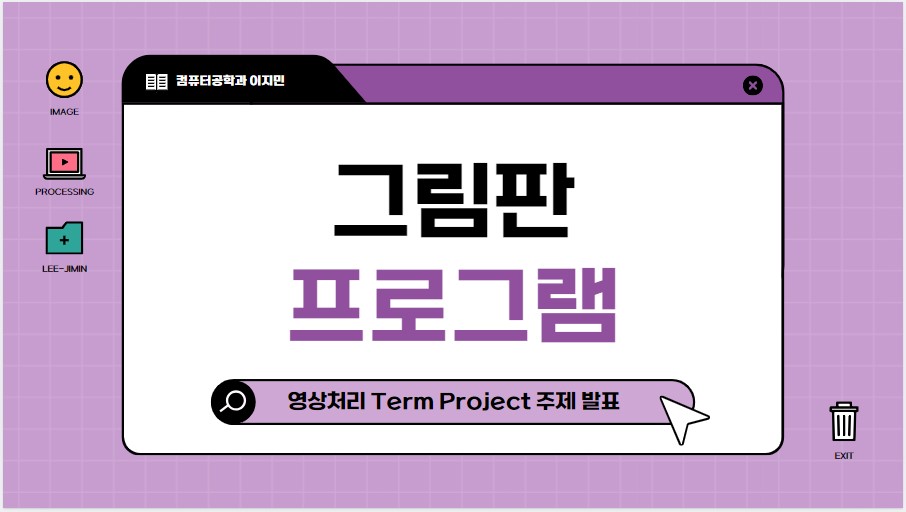 컴퓨터공학과 이지민
IMAGE
PROCESSING
LEE-JIMIN
그림판
프로그램
영상처리 Term Project 주제 발표
EXIT